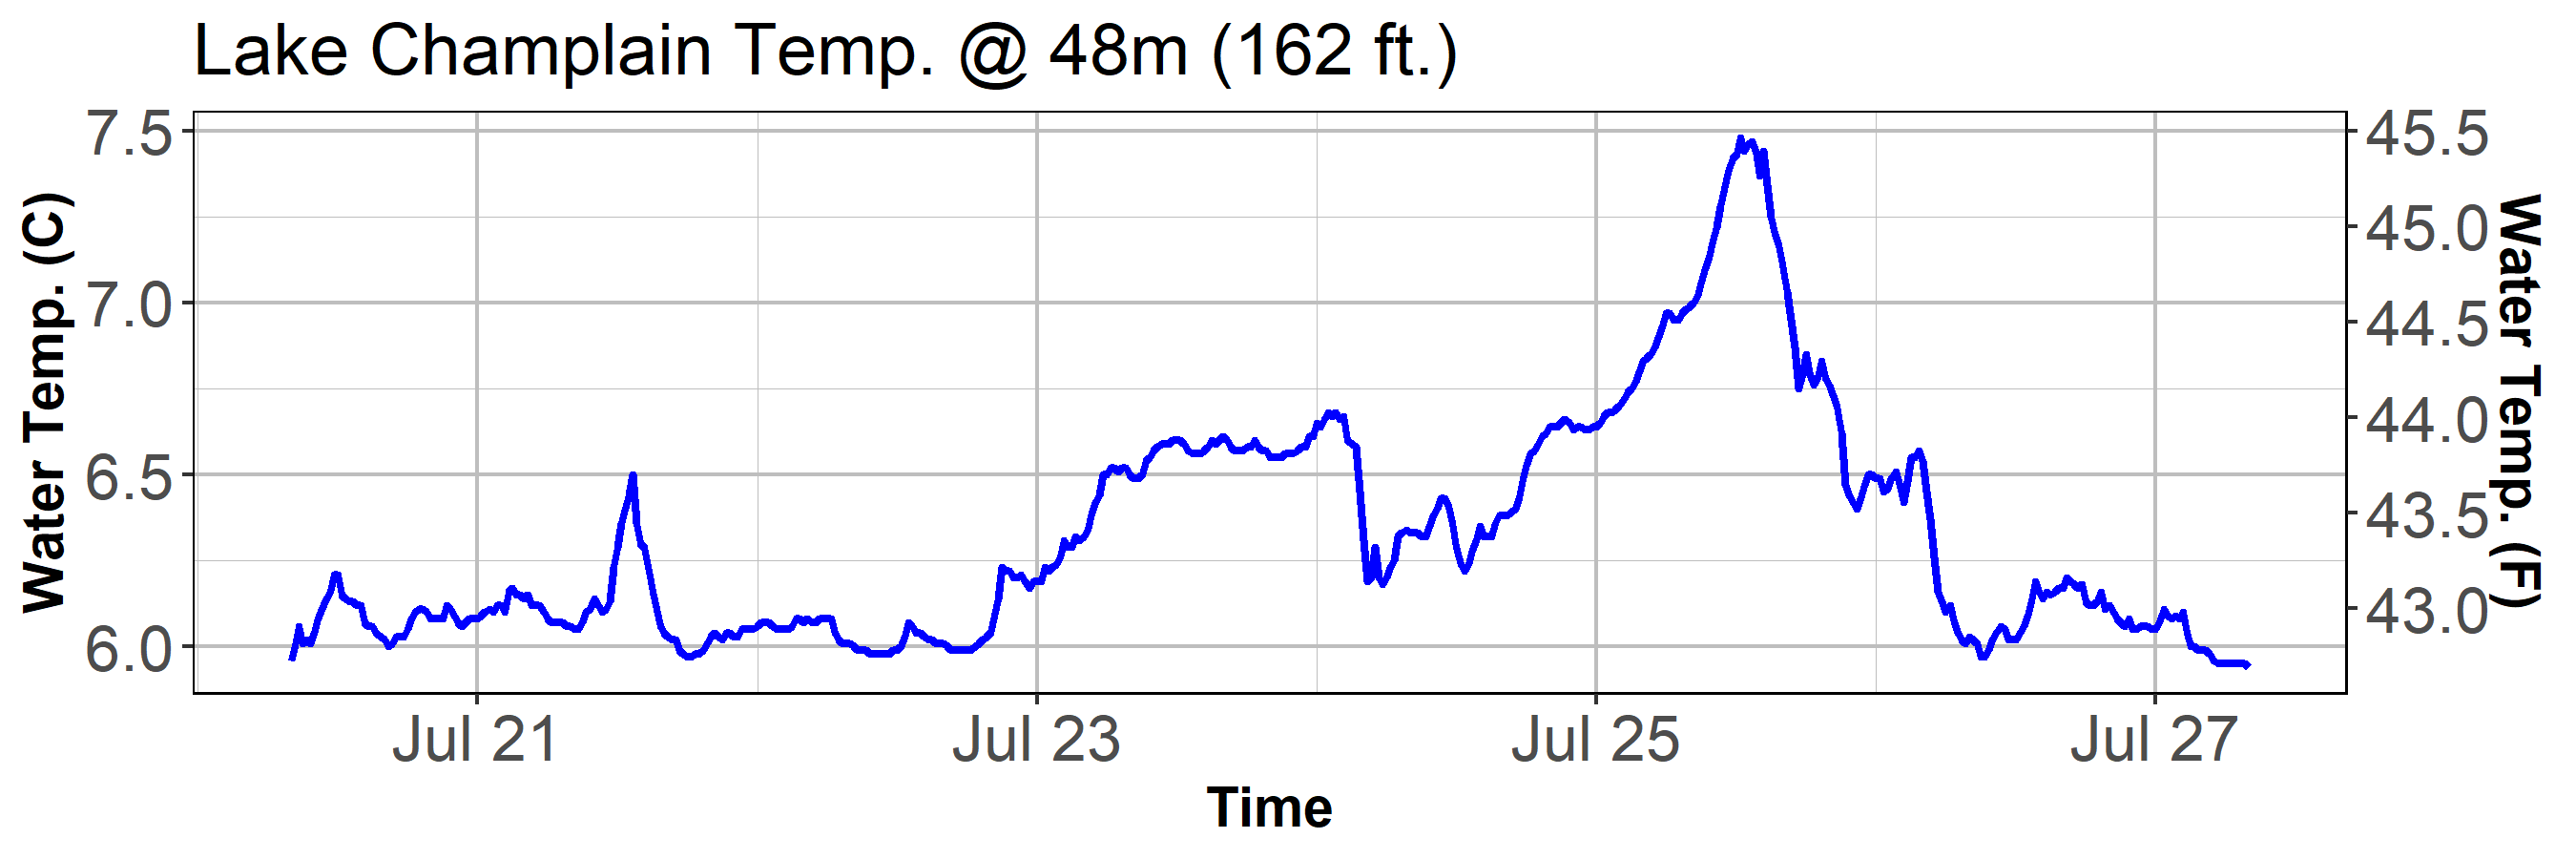 Lake Champlain Temp. @ 48m (162 ft.)
Water Temp. (C)
7.5
7.0
6.5
6.0
45.5
45.0
44.5
44.0
43.5
43.0
Water Temp. (F)
Jul 21 Jul 23 Jul 25 Jul 27
Time